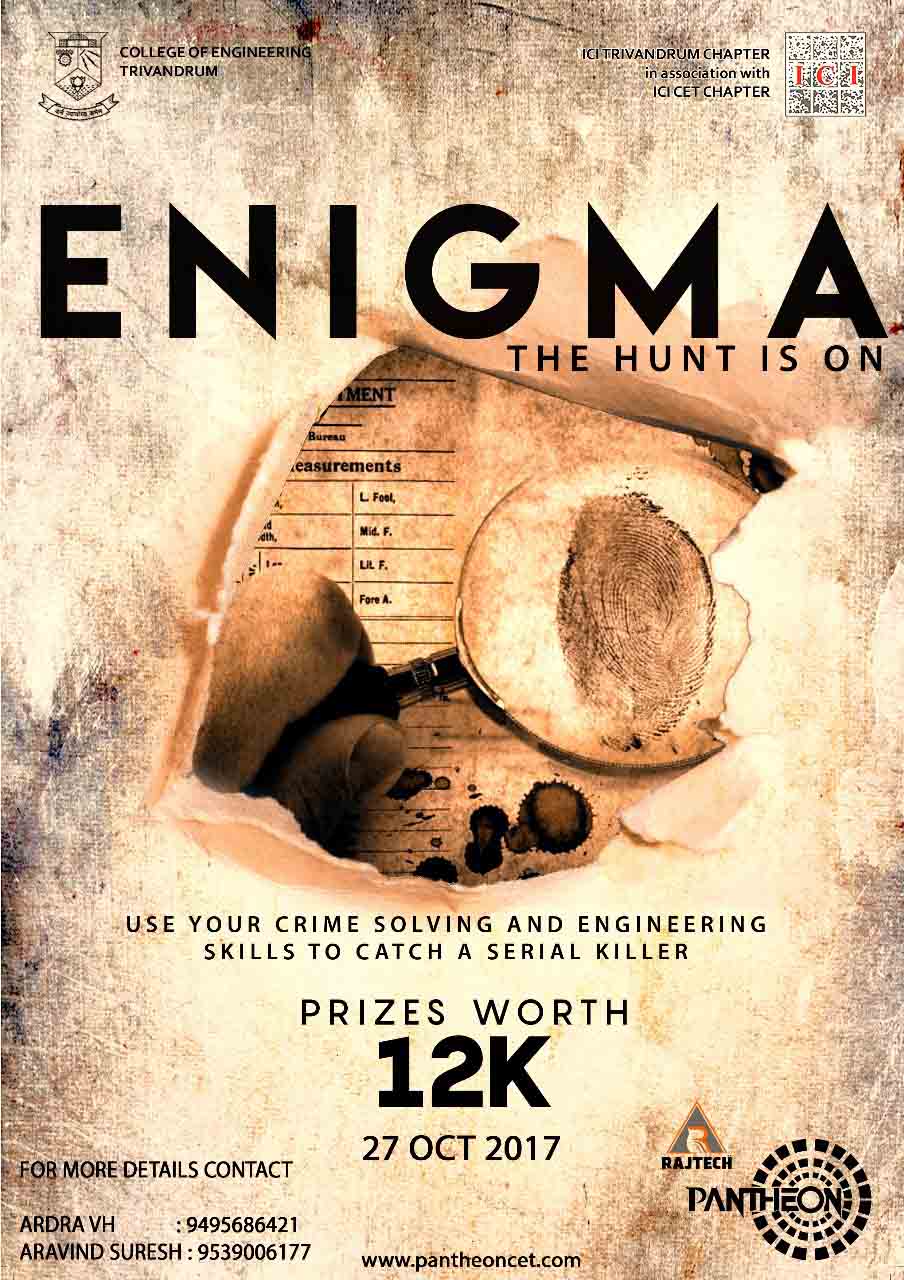 COLLEGE OF ENGINEERING
TRIVANDRUM
ICI TRIVANDRUM CHAPTER
in association with
ICI CET CHAPTER
ICI
ENIGMA
THE HUNT IS ON
Bureau
L. Foot,
Mid. F.
Lit. F.
Fore A.
USE YOUR CRIME SOLVING AND ENGINEERING
SKILLS TO CATCH A SERIAL KILLER
PRIZES WORTH
12K
27 OCT 2017
RAJTECH
PANTHEON
FOR MORE DETAILS CONTACT
ARDRA VH : 9495686421
ARAVIND SURESH : 9539006177
www.pantheoncet.com